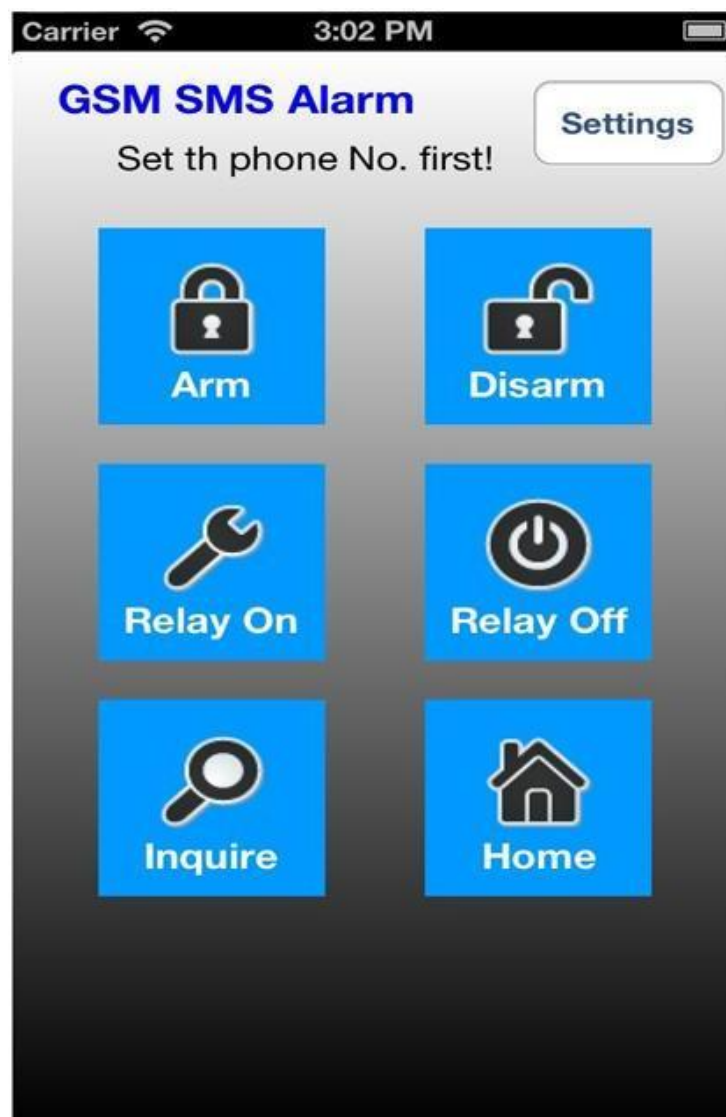 Carrier 3:02 PM
GSM SMS Alarm
Settings
Set th phone No. first!
Arm Disarm
Relay On Relay Off
Inquire Home